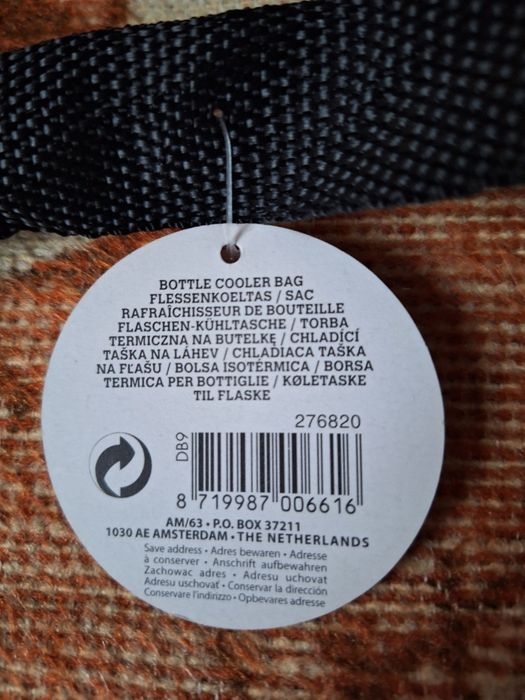 BOTTLE COOLER BAG
FLESSENKOELTAS / SAC
RAFRAÎCHISSEUR DE BOUTEILLE
FLASCHEN-KÜHLTASCHE / TORBA
TERMICZNA NA BUTELKĘ / CHLADÍCÍ
TAŠKA NA LÁHEV / CHLADIACA TAŠKA
NA FĽAŠU / BOLSA ISOTÉRMICA / BORSA
TERMICA PER BOTTIGLIE / KØLETASKE
TIL FLASKE
276820
DB9
8 719987 006616
AM/63 • P.O. BOX 37211
1030 AE AMSTERDAM • THE NETHERLANDS
Save address • Adres bewaren • Adresse
à conserver • Anschrift aufbewahren
Zachowac adres • Adresu uchovat
Adresu uschovať • Conservar la dirección
Conservare l'indirizzo • Opbevares adresse